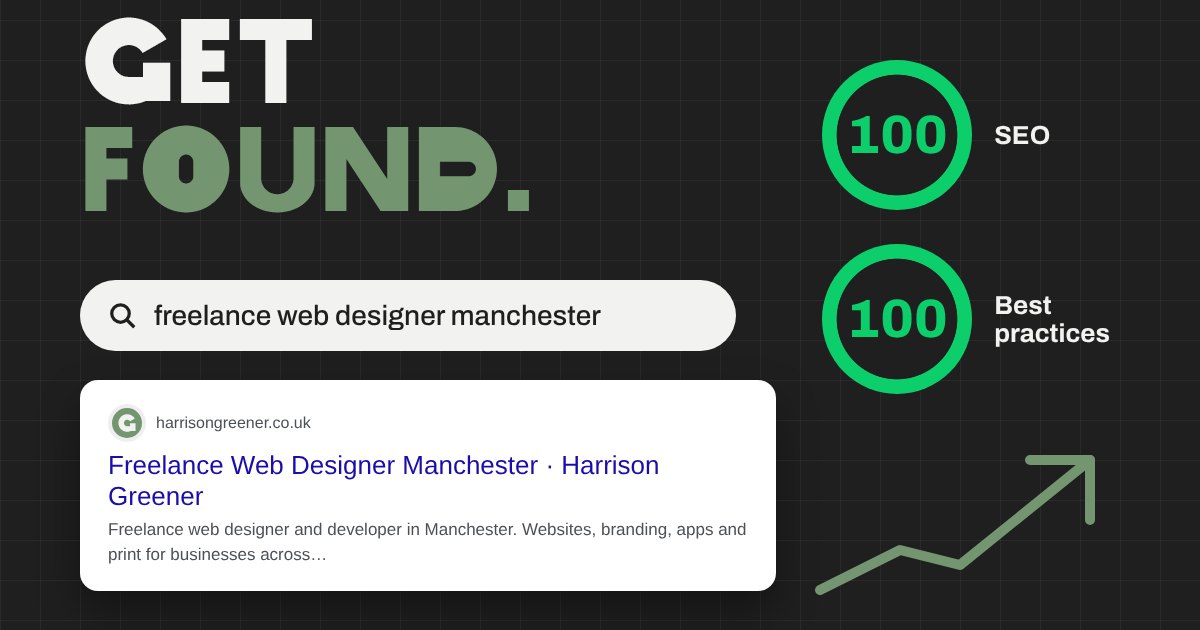 GET
FOUND.
freelance web designer manchester
G
harrisongreener.co.uk
Freelance Web Designer Manchester · Harrison
Greener
Freelance web designer and developer in Manchester. Websites, branding, apps and
print for businesses across…
100
SEO
100
Best
practices